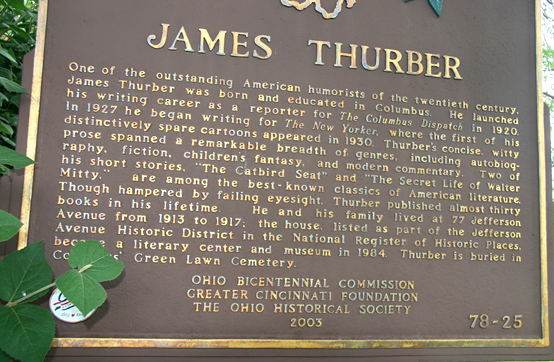 JAMES THURBER
One of the outstanding American humorists of the twentieth century,
James Thurber was born and educated in Columbus. He launched
his writing career as a reporter for The Columbus Dispatch in 1920.
In 1927 he began writing for The New Yorker, where the first of his
distinctively spare cartoons appeared in 1930. Thurber's concise, witty
prose spanned a remarkable breadth of genres, including autobiog-
raphy, fiction, children's fantasy, and modern commentary. Two of
his short stories, "The Catbird Seat" and "The Secret Life of Walter
Mitty," are among the best-known classics of American literature.
Though hampered by failing eyesight, Thurber published almost thirty
books in his lifetime. He and his family lived at 77 Jefferson
Avenue from 1913 to 1917; the house, listed as part of the Jefferson
Avenue Historic District in the National Register of Historic Places,
became a literary center and museum in 1984. Thurber is buried in
Green Lawn Cemetery.
OHIO BICENTENNIAL COMMISSION
GREATER CINCINNATI FOUNDATION
THE OHIO HISTORICAL SOCIETY
2003
78-25